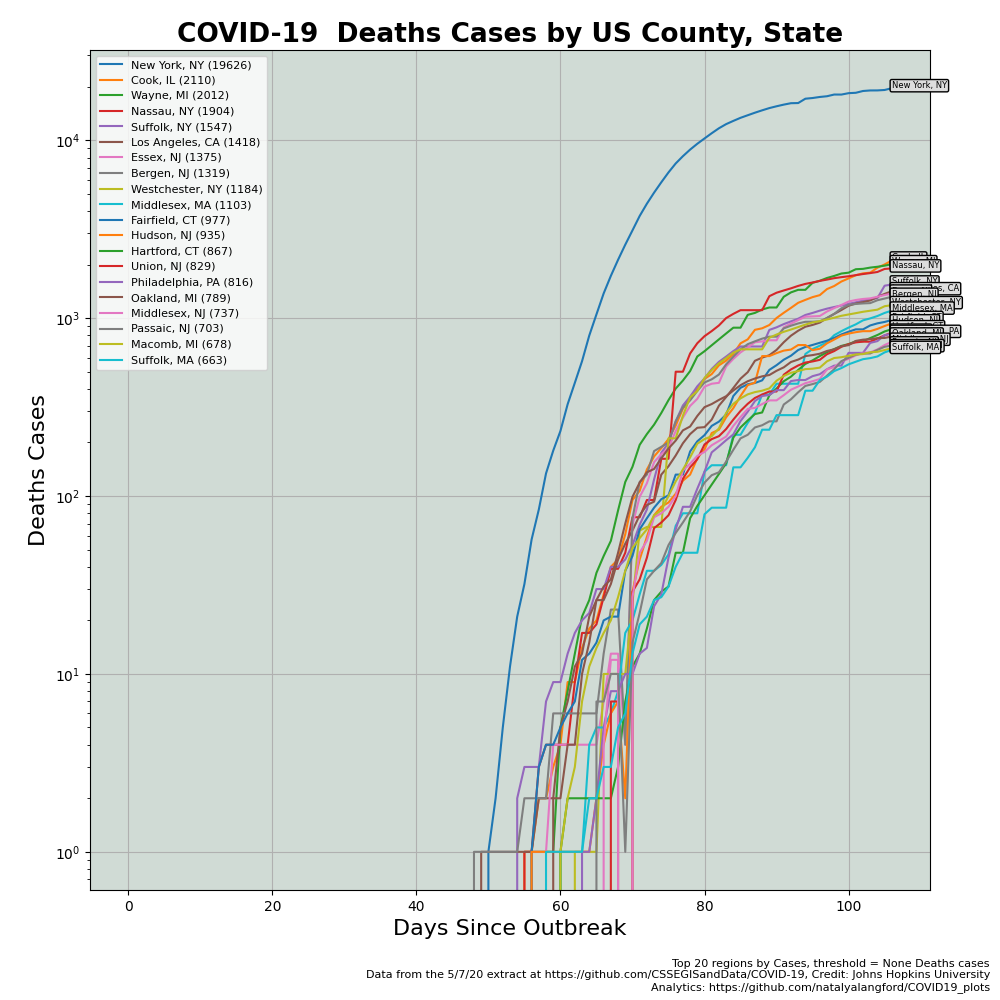 COVID-19  Deaths Cases by US County, State
New York, NY (19626)
Cook, IL (2110)
Wayne, MI (2012)
Nassau, NY (1904)
Suffolk, NY (1547)
Los Angeles, CA (1418)
Essex, NJ (1375)
Bergen, NJ (1319)
Westchester, NY (1184)
Middlesex, MA (1103)
Fairfield, CT (977)
Hudson, NJ (935)
Hartford, CT (867)
Union, NJ (829)
Philadelphia, PA (816)
Oakland, MI (789)
Middlesex, NJ (737)
Passaic, NJ (703)
Macomb, MI (678)
Suffolk, MA (663)
New York, NY
Nassau, NY
Suffolk, NY
CA
Bergen, NJ
Westchester, NY
Middlesex, MA
Hudson, NJ
Oakland, MI
PA
Suffolk, MA
Deaths Cases
10⁴
10³
10²
10¹
10⁰
0 20 40 60 80 100
Days Since Outbreak
Top 20 regions by Cases, threshold = None Deaths cases
Data from the 5/7/20 extract at https://github.com/CSSEGISandData/COVID-19, Credit: Johns Hopkins University
Analytics: https://github.com/natalyalangford/COVID19_plots